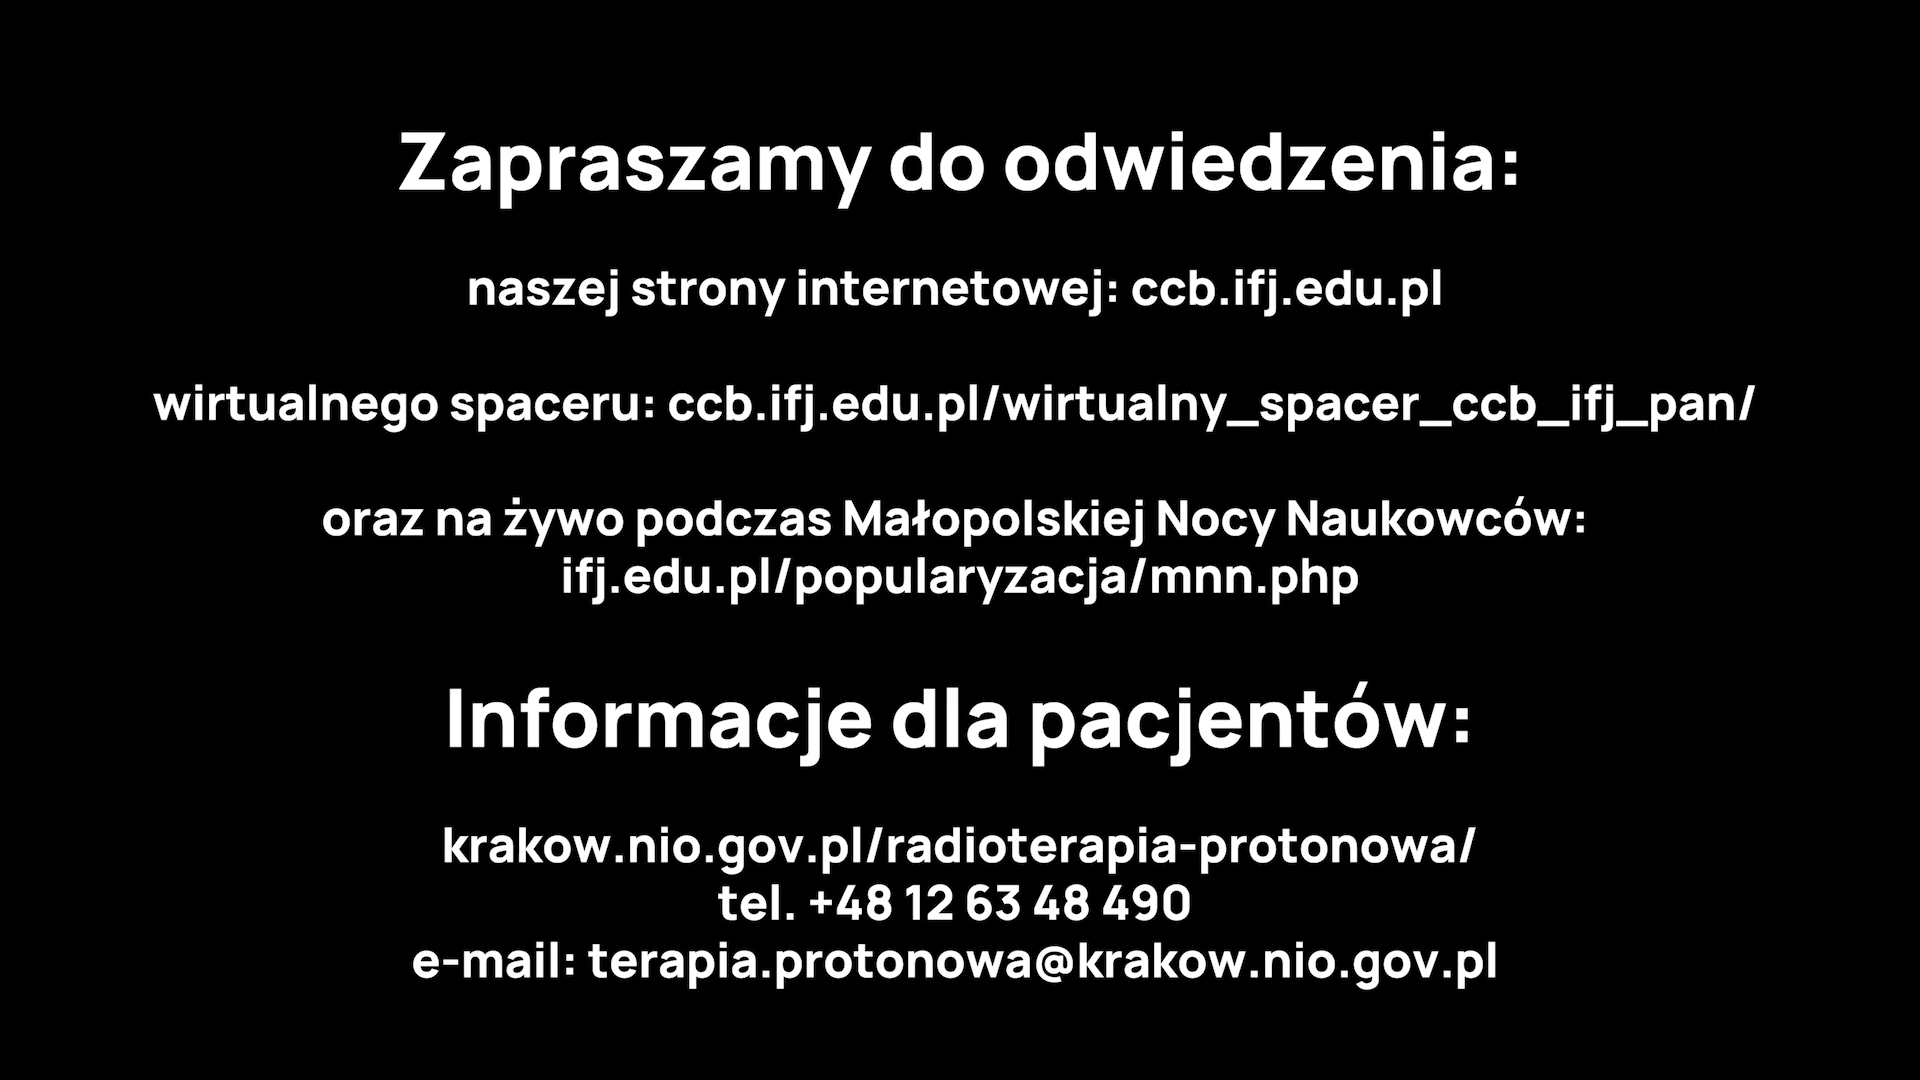 Zapraszamy do odwiedzenia:
naszej strony internetowej: ccb.ifj.edu.pl
wirtualnego spaceru: ccb.ifj.edu.pl/wirtualny_spacer_ccb_ifj_pan/
oraz na żywo podczas Małopolskiej Nocy Naukowców:
ifj.edu.pl/popularyzacja/mnn.php
Informacje dla pacjentów:
krakow.nio.gov.pl/radioterapia-protonowa/
tel. +48 12 63 48 490
e-mail: terapia.protonowa@krakow.nio.gov.pl